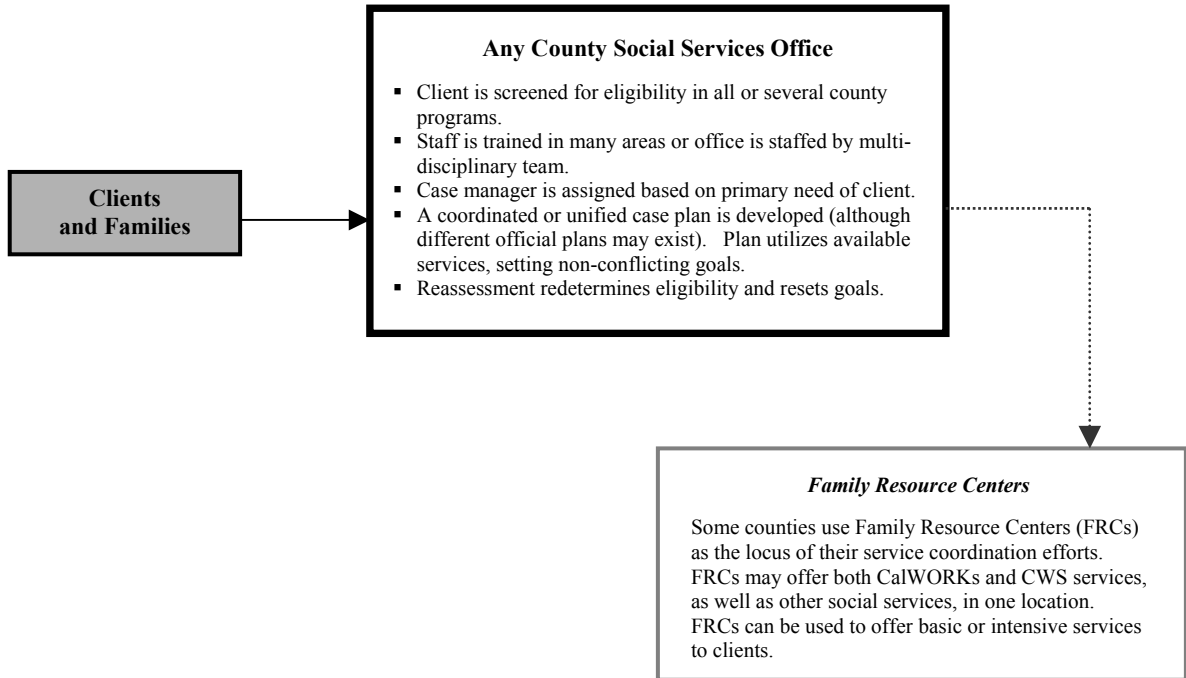 Any County Social Services Office
▪ Client is screened for eligibility in all or several county
programs.
▪ Staff is trained in many areas or office is staffed by multi-
disciplinary team.
▪ Case manager is assigned based on primary need of client.
▪ A coordinated or unified case plan is developed (although
different official plans may exist). Plan utilizes available
services, setting non-conflicting goals.
▪ Reassessment redetermines eligibility and resets goals.
Clients
and Families
Family Resource Centers
Some counties use Family Resource Centers (FRCs)
as the locus of their service coordination efforts.
FRCs may offer both CalWORKs and CWS services,
as well as other social services, in one location.
FRCs can be used to offer basic or intensive services
to clients.